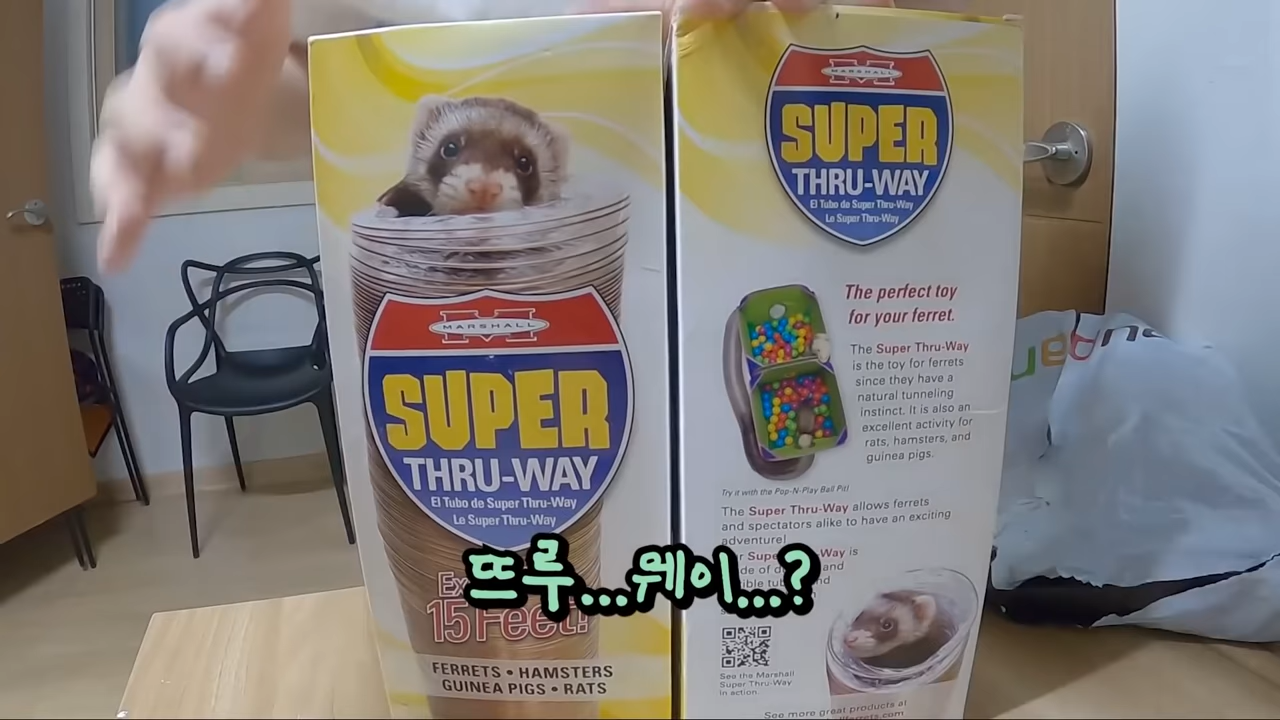 MARSHALL
SUPER
THRU-WAY
El Tubo de Super Thru-Way
Le Super Thru-Way
15 Feet!
FERRETS • HAMSTERS
GUINEA PIGS • RATS
MARSHALL
SUPER
THRU-WAY
El Tubo de Super Thru-Way
Le Super Thru-Way
The perfect toy
for your ferret.
The Super Thru-Way
is the toy for ferrets
since they have a
natural tunneling
instinct. It is also an
excellent activity for
rats, hamsters, and
guinea pigs.
Try it with the Pop-N-Play Ball Pit!
The Super Thru-Way allows ferrets
and spectators alike to have an exciting
adventure!
is
and
See the Marshall
Super Thru-Way
in action.
See more great products at
뜨루...웨이...?